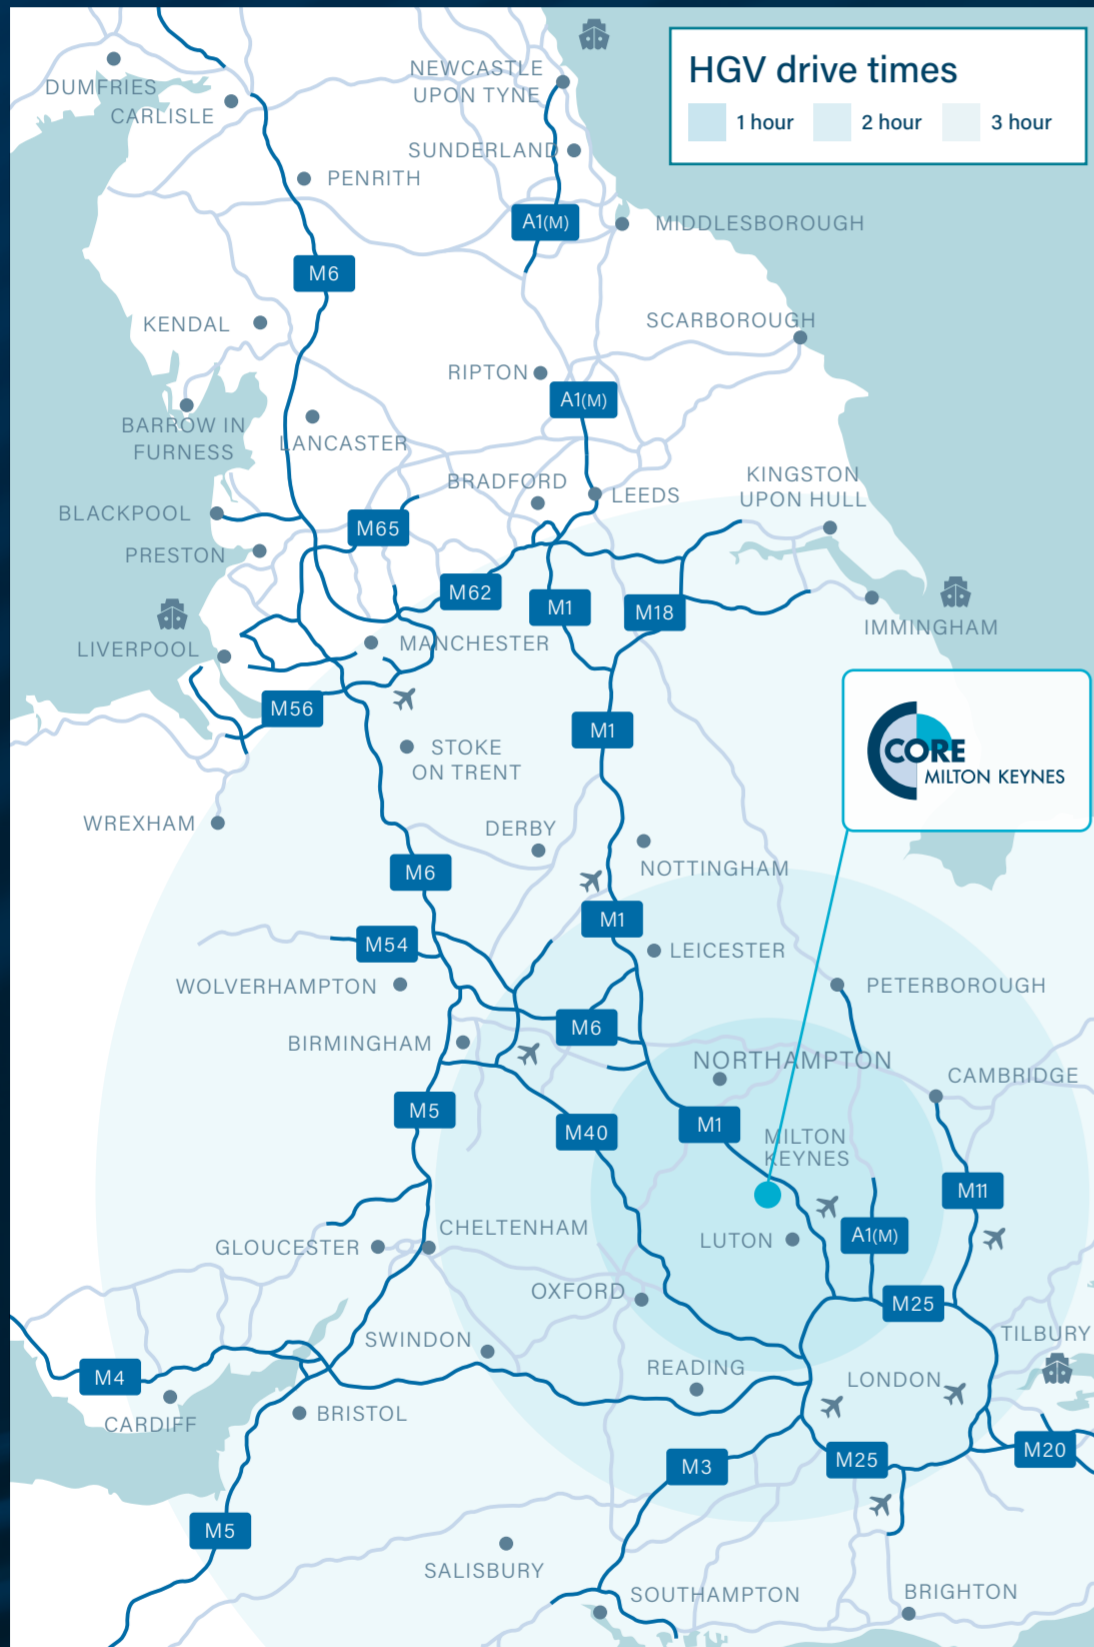 HGV drive times
1 hour
2 hour
3 hour
DUMFRIES
CARLISLE
NEWCASTLE
UPON TYNE
SUNDERLAND
PENRITH
A1(M)
MIDDLESBOROUGH
M6
KENDAL
SCARBOROUGH
RIPTON
A1(M)
BARROW IN
FURNESS
LANCASTER
BRADFORD
LEEDS
KINGSTON
UPON HULL
BLACKPOOL
M65
PRESTON
M62
M1
M18
IMMINGHAM
LIVERPOOL
MANCHESTER
M56
M1
STOKE
ON TRENT
CORE
MILTON KEYNES
WREXHAM
DERBY
NOTTINGHAM
M6
M1
M54
LEICESTER
WOLVERHAMPTON
PETERBOROUGH
M6
BIRMINGHAM
NORTHAMPTON
CAMBRIDGE
M5
M40
M1
MILTON
KEYNES
M11
CHELTENHAM
GLOUCESTER
LUTON
A1(M)
OXFORD
M25
SWINDON
TILBURY
M4
READING
LONDON
CARDIFF
BRISTOL
M3
M25
M20
M5
SALISBURY
SOUTHAMPTON
BRIGHTON